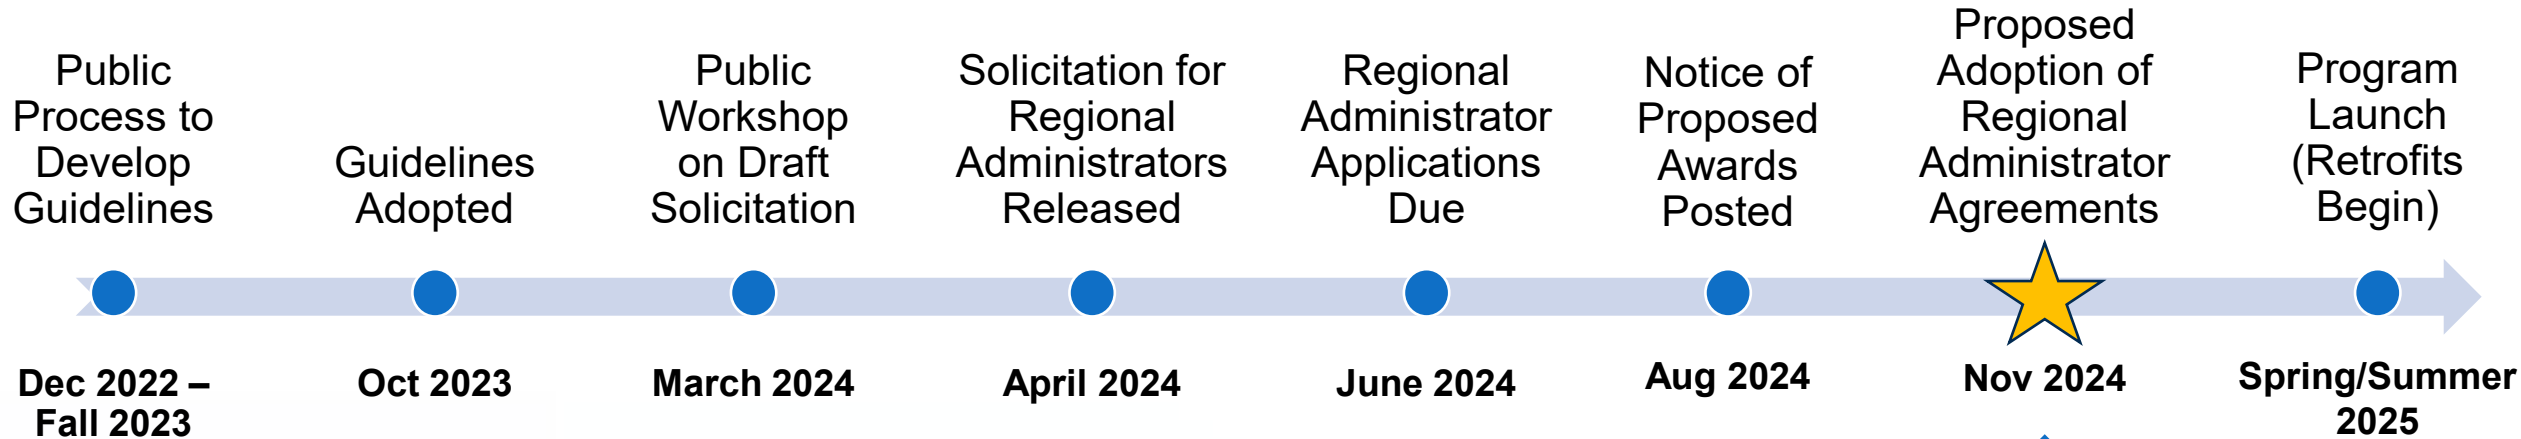 Public
Process to
Develop
Guidelines
Guidelines
Adopted
Public
Workshop
on Draft
Solicitation
Solicitation for
Regional
Administrators
Released
Regional
Administrator
Applications
Due
Notice of
Proposed
Awards
Posted
Proposed
Adoption of
Regional
Administrator
Agreements
Program
Launch
(Retrofits
Begin)
Dec 2022 –
Fall 2023
Oct 2023
March 2024
April 2024
June 2024
Aug 2024
Nov 2024
Spring/Summer
2025